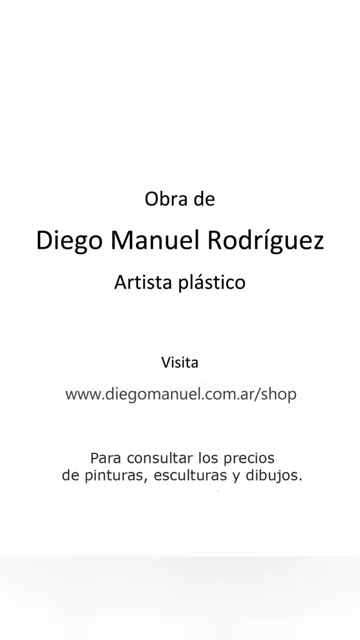 Obra de
Diego Manuel Rodríguez
Artista plástico
Visita
www.diegomanuel.com.ar/shop
Para consultar los precios
de pinturas, esculturas y dibujos.